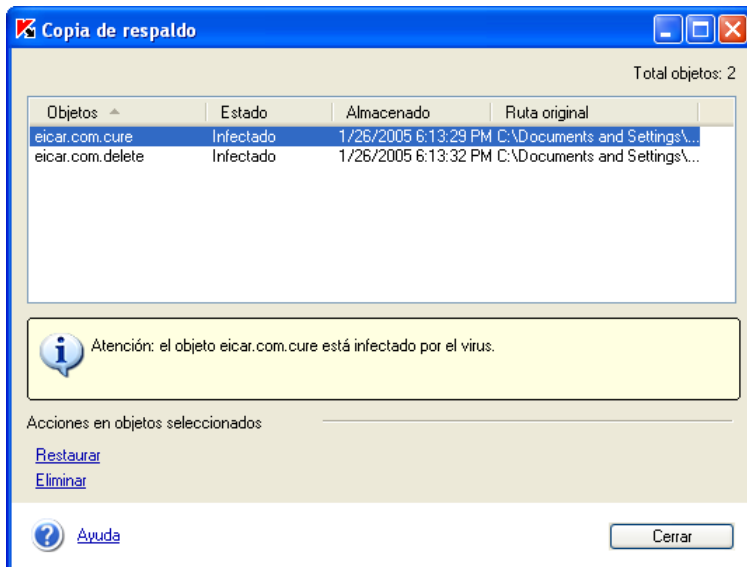 Copia de respaldo
Total objetos: 2
Objetos Estado Almacenado Ruta original
eicar.com.cure Infectado 1/26/2005 6:13:29 PM C:\Documents and Settings\...
eicar.com.delete Infectado 1/26/2005 6:13:32 PM C:\Documents and Settings\...
Atención: el objeto eicar.com.cure está infectado por el virus.
Acciones en objetos seleccionados
Restaurar
Eliminar
Ayuda
Cerrar